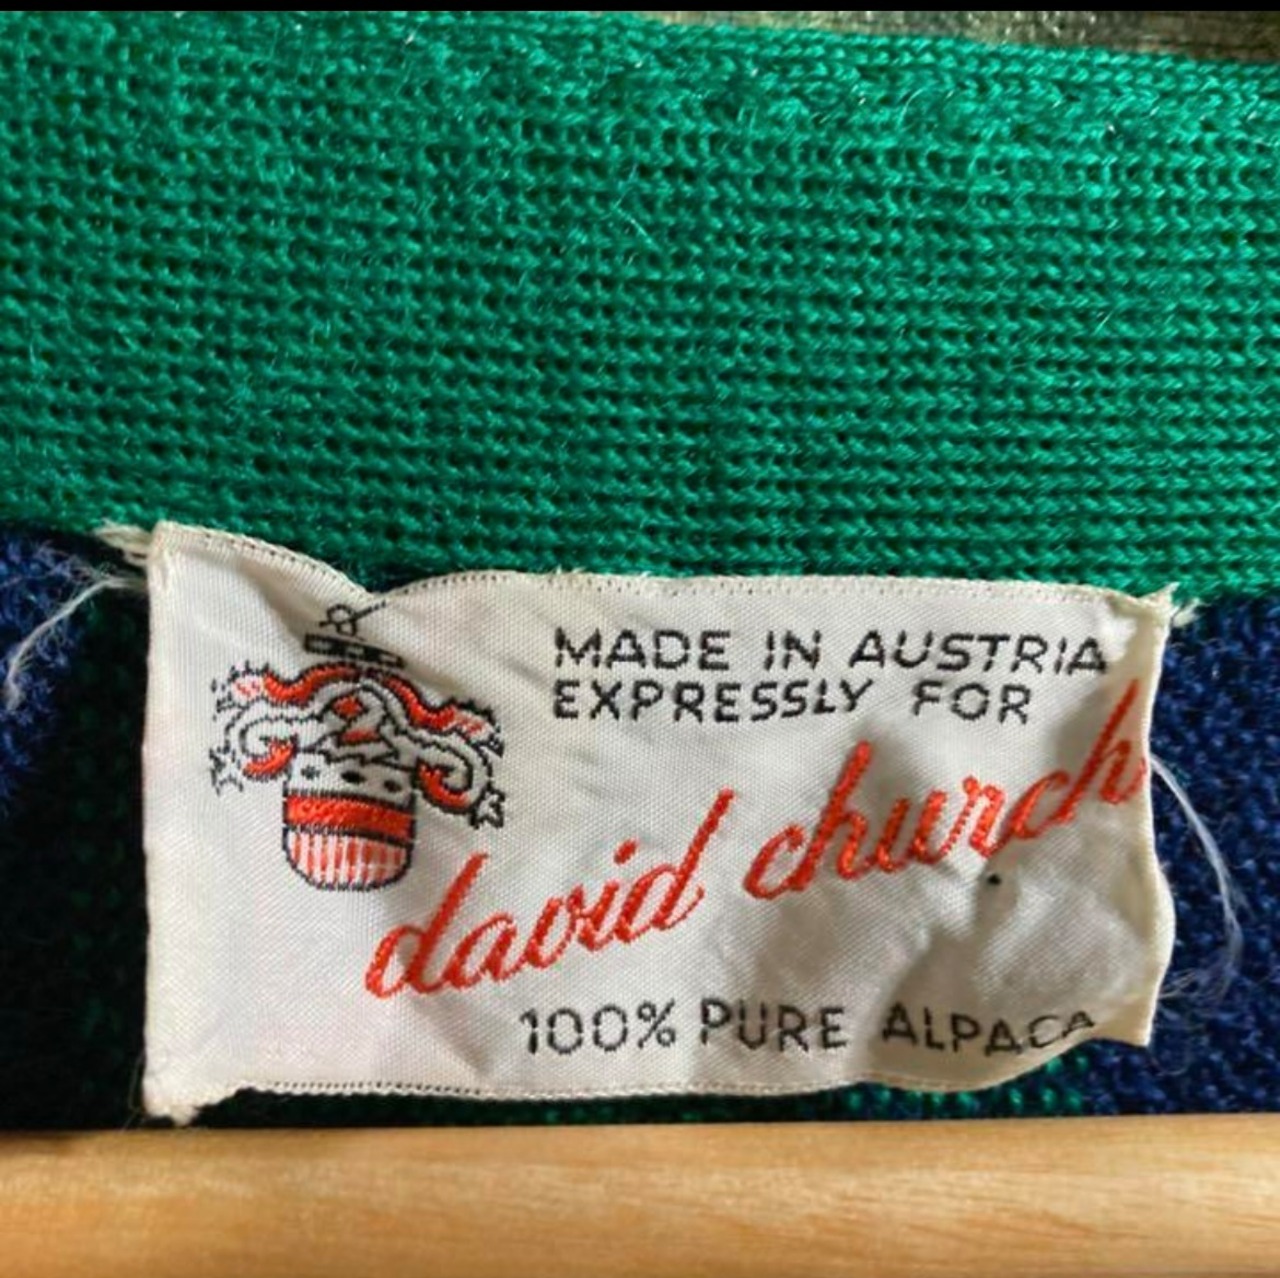 MADE IN AUSTRIA
EXPRESSLY FOR
david church
100% PURE ALPACA